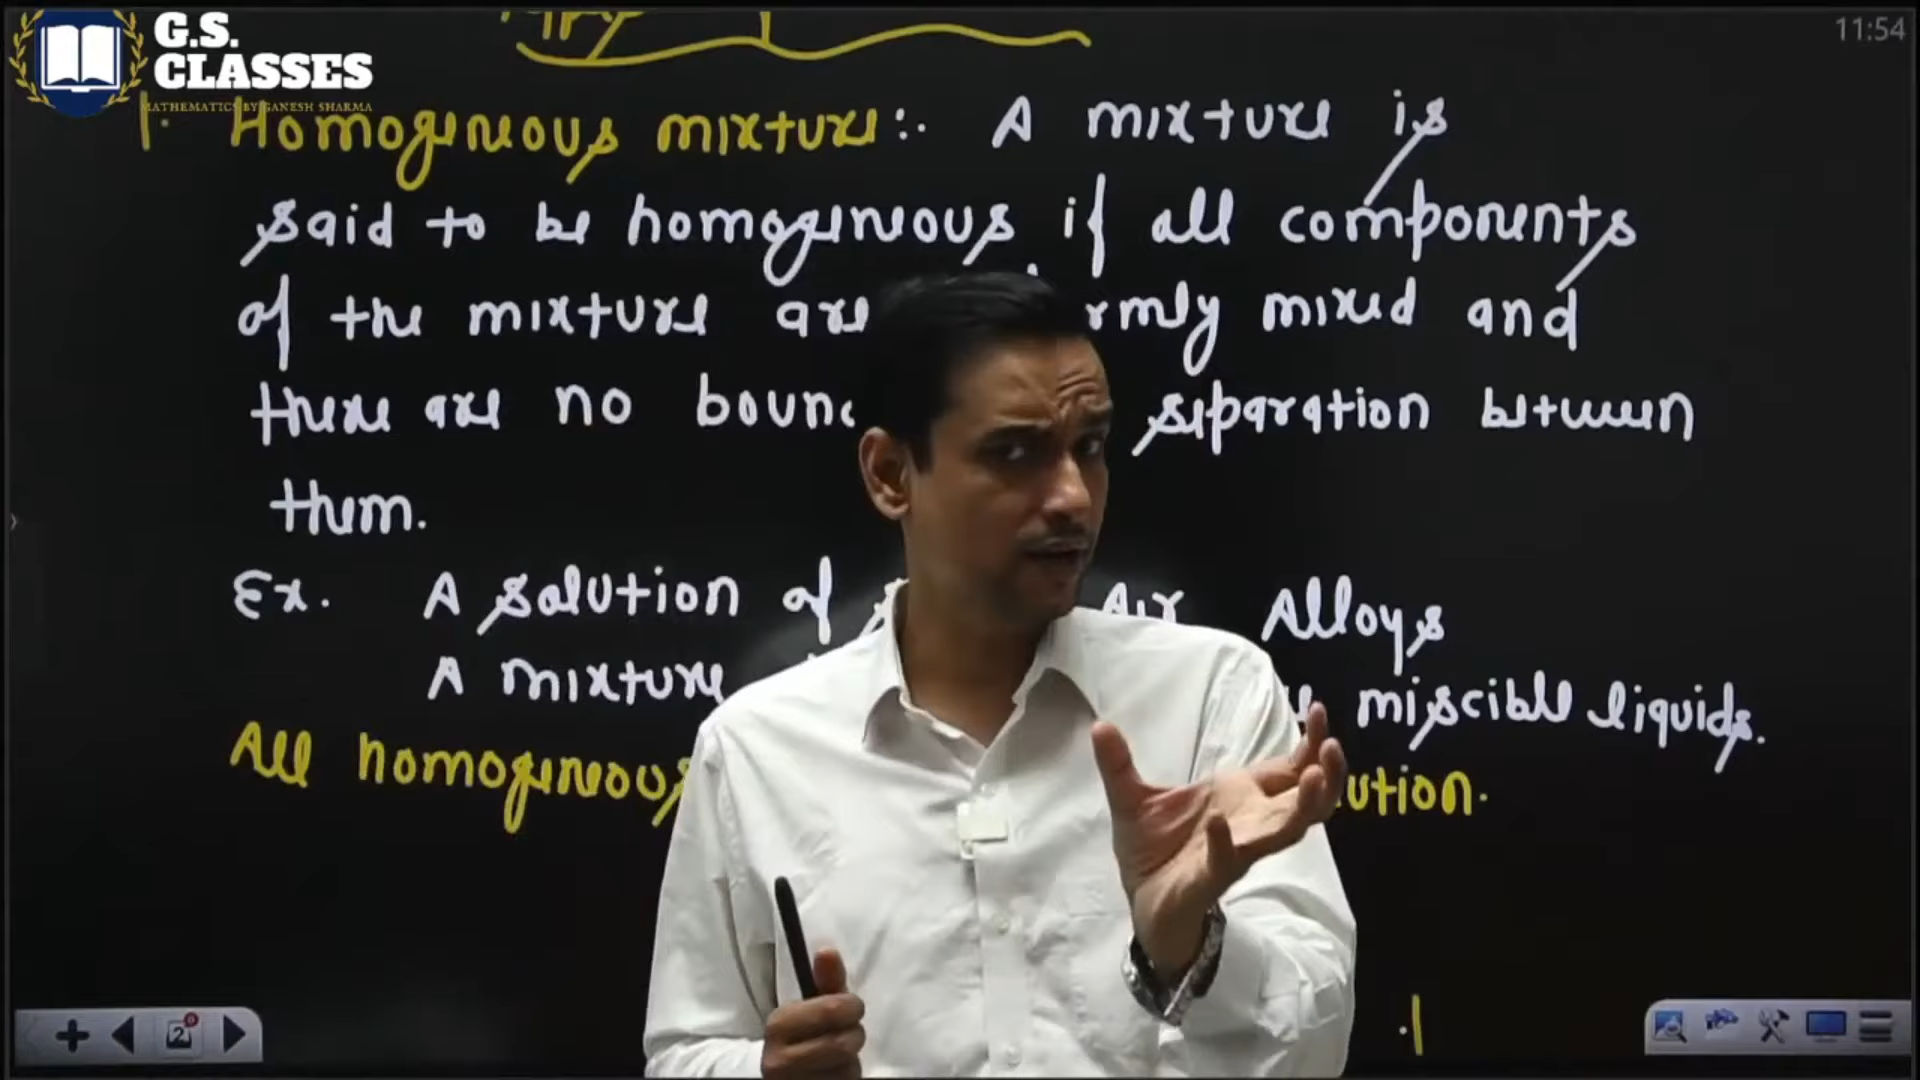 G.S.
CLASSES
MATHEMATICS BY GANESH SHARMA
11:54
1. Homogeneous mixture:. A mixture is
said to be homogeneous if all components
of the mixture are mixed and
there are no separation between
them.
Ex. A solution of Air Alloys
A mixture miscible liquids.
All homogeneous
2